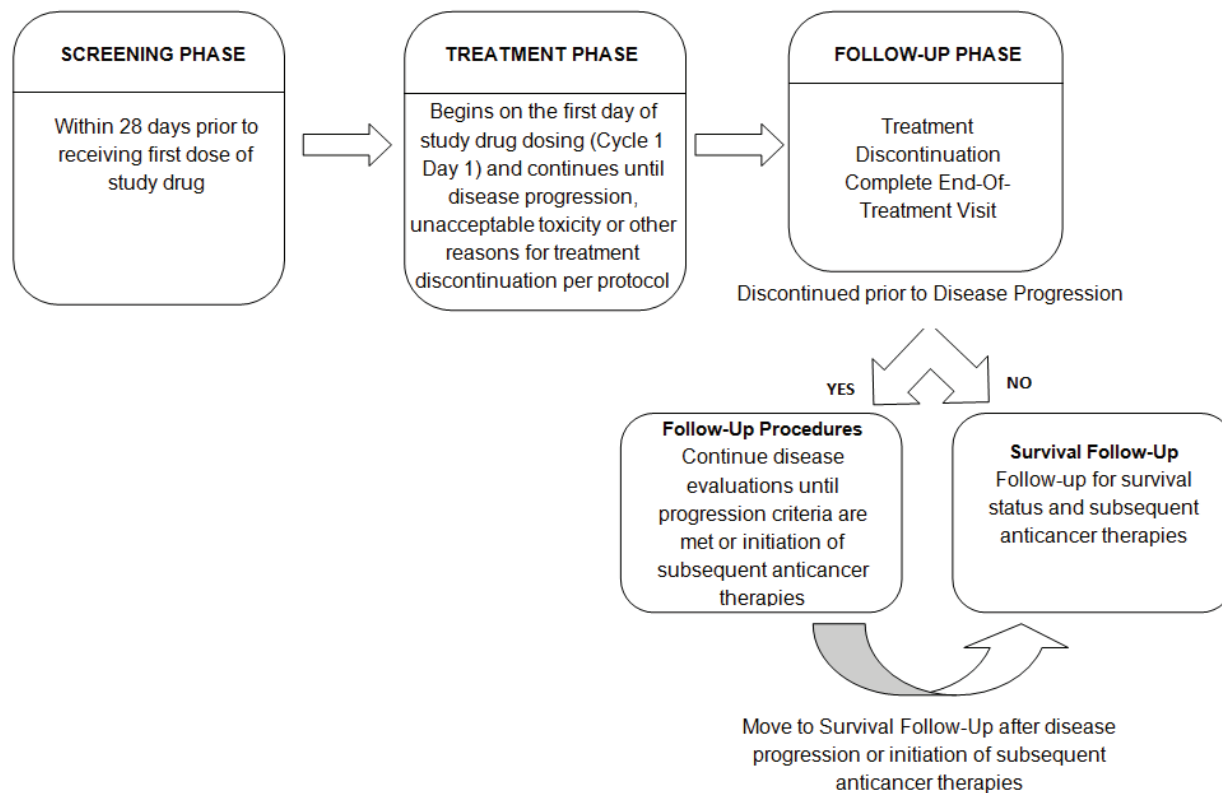 SCREENING PHASE
Within 28 days prior to
receiving first dose of
study drug
TREATMENT PHASE
Begins on the first day of
study drug dosing (Cycle 1
Day 1) and continues until
disease progression,
unacceptable toxicity or other
reasons for treatment
discontinuation per protocol
FOLLOW-UP PHASE
Treatment
Discontinuation
Complete End-Of-
Treatment Visit
Discontinued prior to Disease Progression
YES
NO
Follow-Up Procedures
Continue disease
evaluations until
progression criteria are
met or initiation of
subsequent anticancer
therapies
Survival Follow-Up
Follow-up for survival
status and subsequent
anticancer therapies
Move to Survival Follow-Up after disease
progression or initiation of subsequent
anticancer therapies